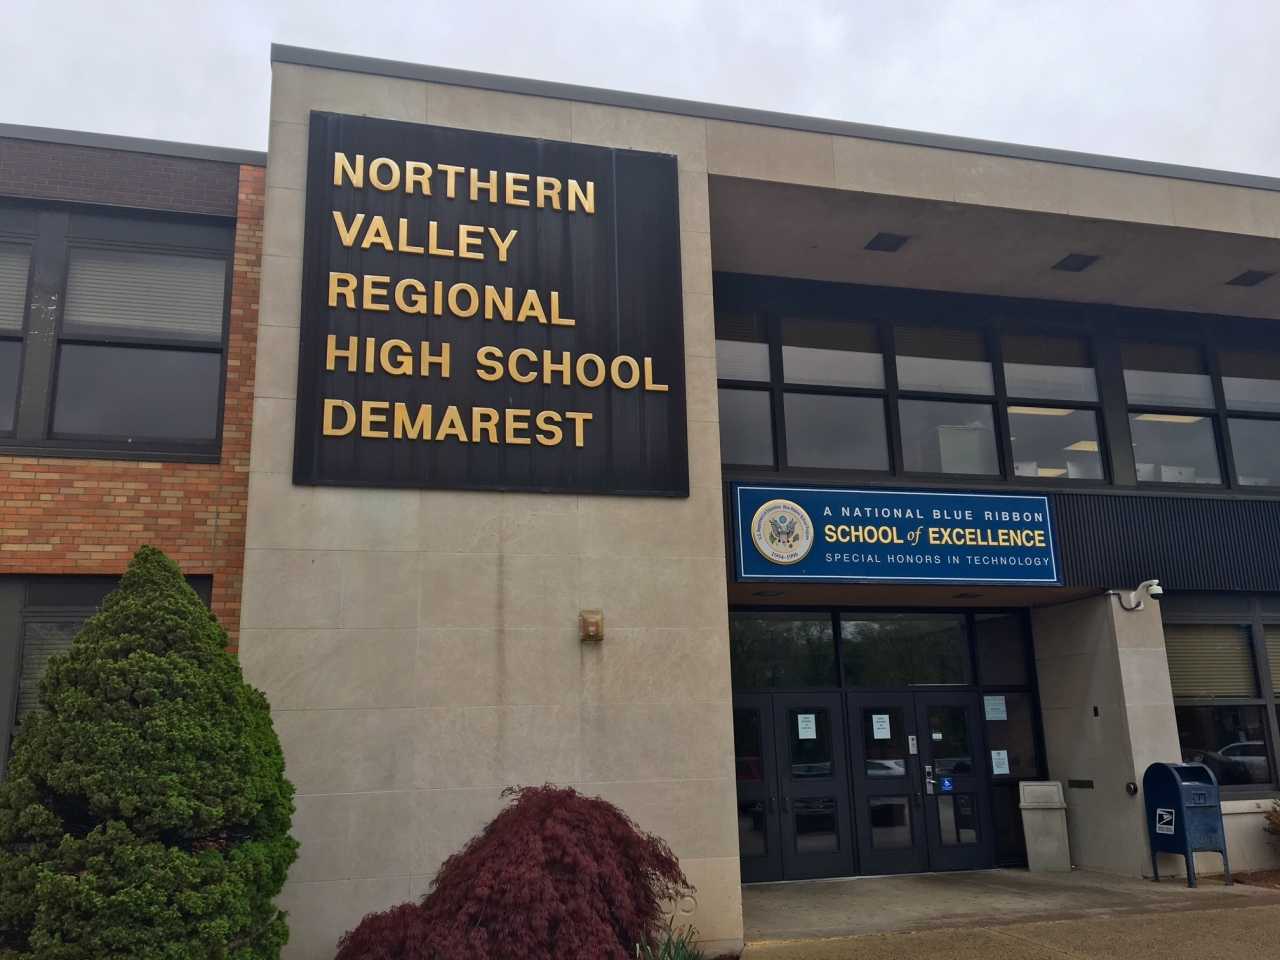 NORTHERN
VALLEY
REGIONAL
HIGH SCHOOL
DEMAREST
A NATIONAL BLUE RIBBON
SCHOOL of EXCELLENCE
SPECIAL HONORS IN TECHNOLOGY